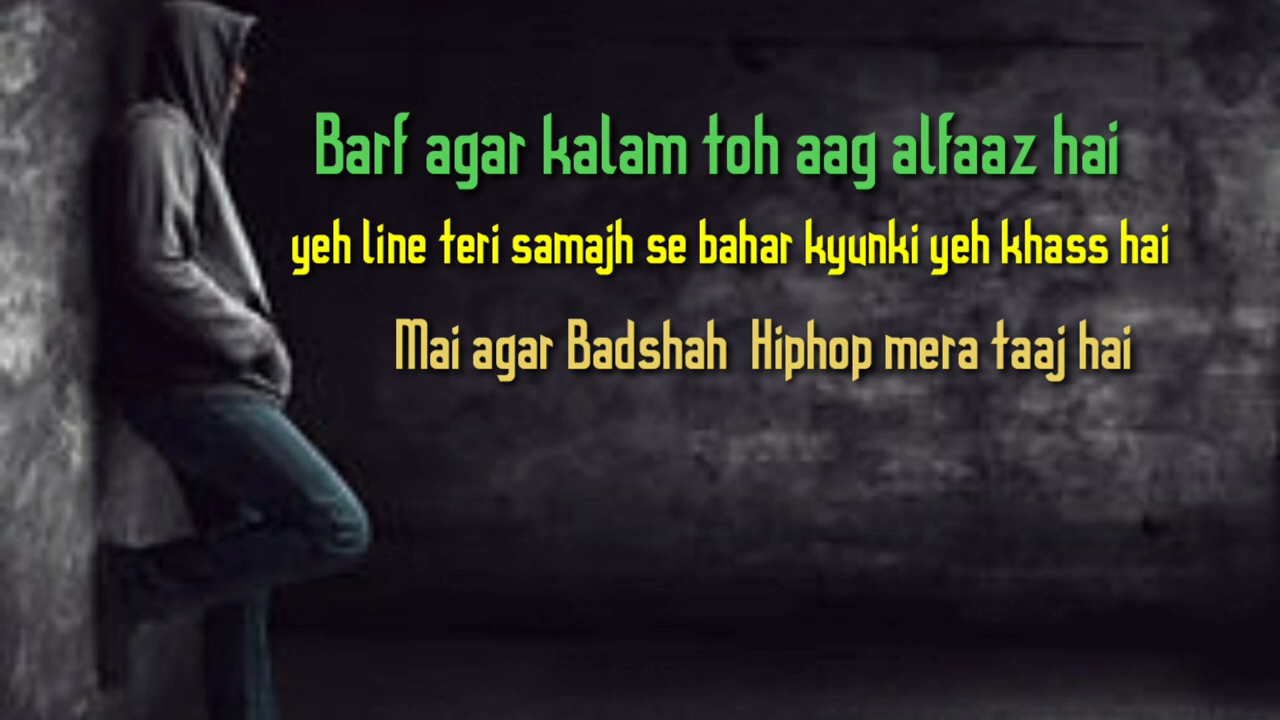 Barf agar kalam toh aag alfaaz hai
yeh line teri samajh se bahar kyunki yeh khass hai
Mai agar Badshah Hiphop mera taaj hai